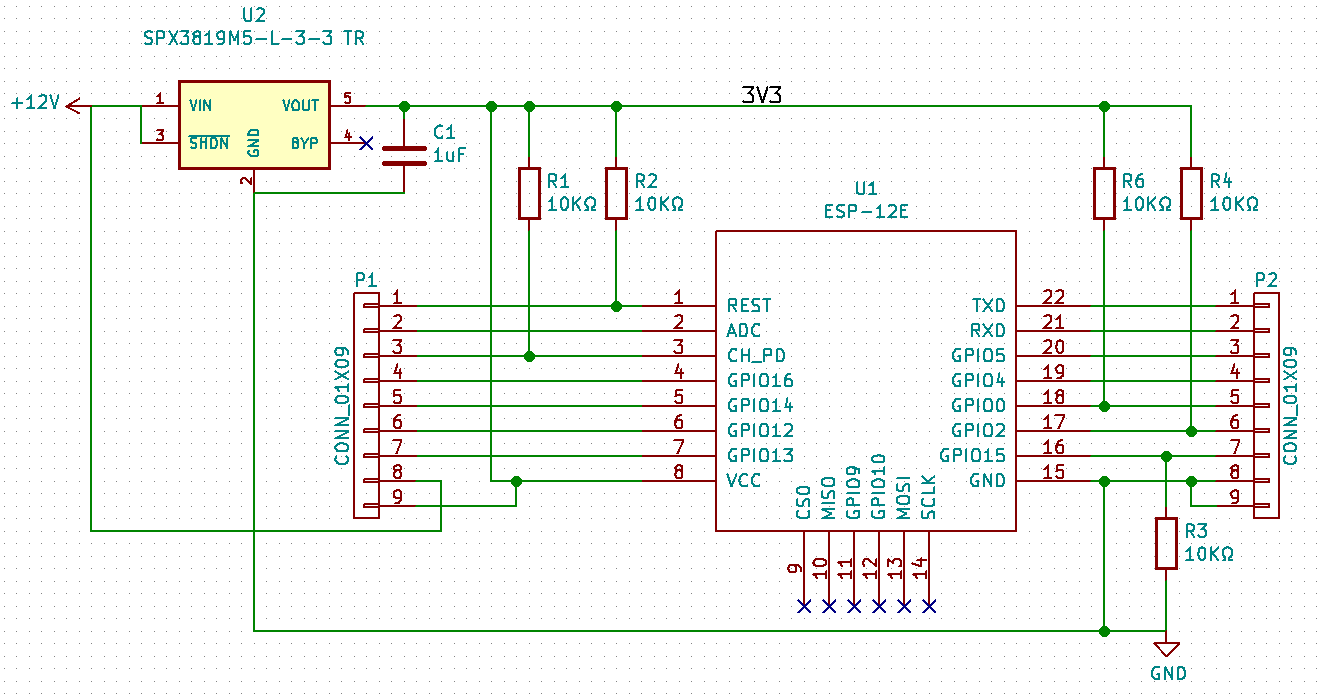 U2
SPX3819M5-L-3-3 TR
+12V
1
VIN
VOUT
5
3
SHDN
GND
BYP
4
2
C1
1uF
3V3
R1
10KΩ
R2
10KΩ
R6
10KΩ
R4
10KΩ
U1
ESP-12E
P1
CONN_01X09
1
2
3
4
5
6
7
8
9
1
REST
2
ADC
3
CH_PD
4
GPIO16
5
GPIO14
6
GPIO12
7
GPIO13
8
VCC
TXD
22
RXD
21
GPIO5
20
GPIO4
19
GPIO0
18
GPIO2
17
GPIO15
16
GND
15
CSO
MISO
GPIO9
GPIO10
MOSI
SCLK
9
10
11
12
13
14
P2
CONN_01X09
1
2
3
4
5
6
7
8
9
R3
10KΩ
GND